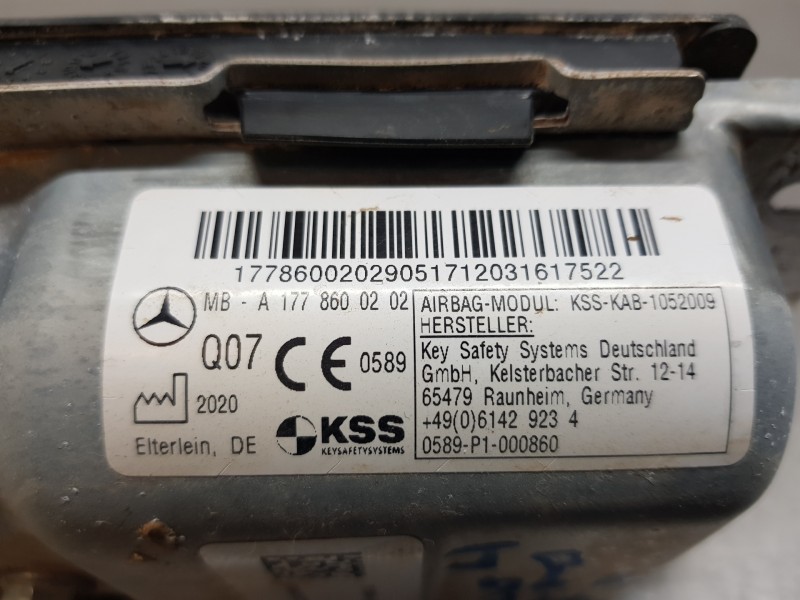 17786002029051712031617522
MB - A 177 860 02 02
Q07
CE 0589
2020
Elterlein, DE
KSS
KEYSAFETYSYSTEMS
AIRBAG-MODUL: KSS-KAB-1052009
HERSTELLER:
Key Safety Systems Deutschland
GmbH, Kelsterbacher Str. 12-14
65479 Raunheim, Germany
+49(0)6142 923 4
0589-P1-000860